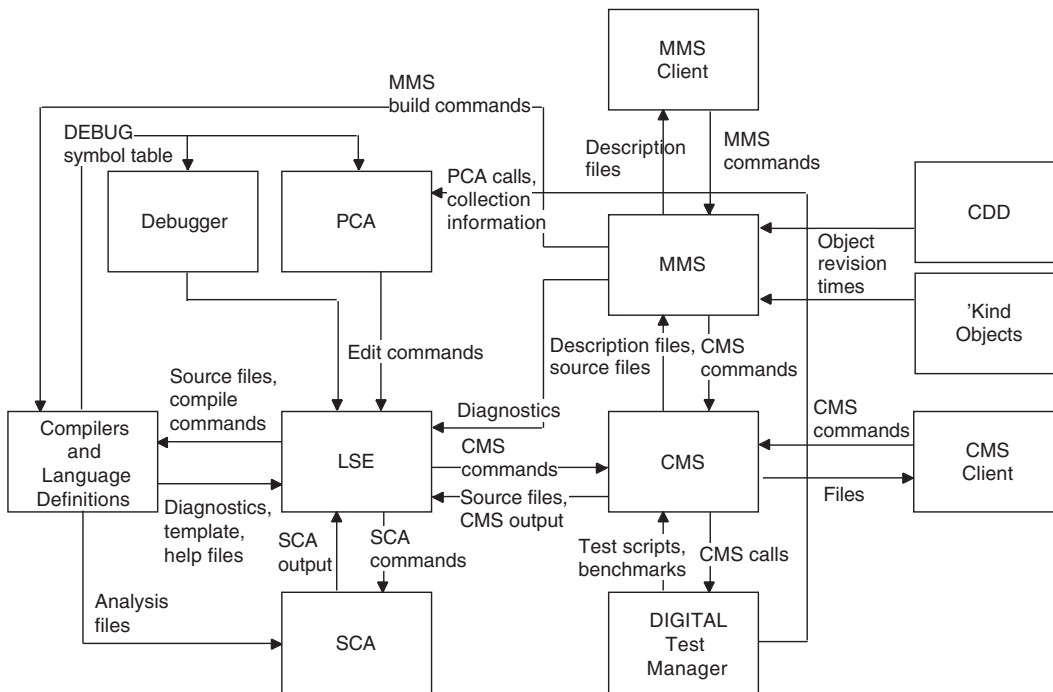 MMS
Client
MMS
build commands
DEBUG
symbol table
Description
files
MMS
commands
PCA calls,
collection
information
Debugger
PCA
CDD
MMS
Object
revision
times
'Kind
Objects
Edit commands
Description files,
source files
CMS
commands
Source files,
compile
commands
Diagnostics
CMS
commands
Compilers
and
Language
Definitions
LSE
CMS
commands
CMS
CMS
Client
Source files,
CMS output
Files
Diagnostics,
template,
help files
SCA
output
SCA
commands
Test scripts,
benchmarks
CMS calls
Analysis
files
SCA
DIGITAL
Test
Manager